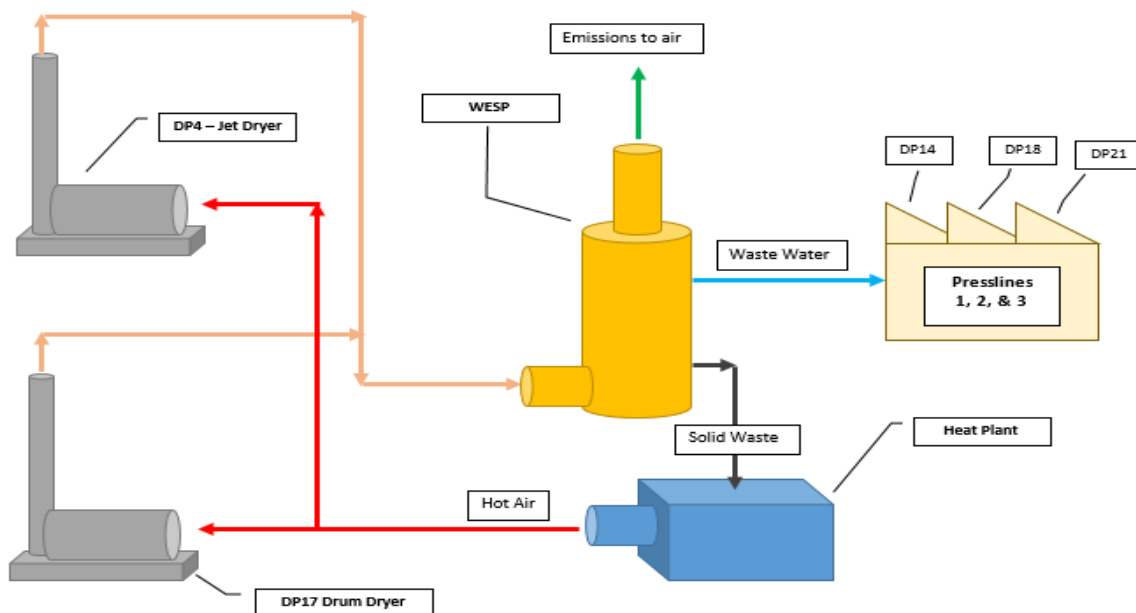 Emissions to air
WESP
DP4 – Jet Dryer
DP14
DP18
DP21
Waste Water
Presslines
1, 2, & 3
Solid Waste
Heat Plant
Hot Air
DP17 Drum Dryer